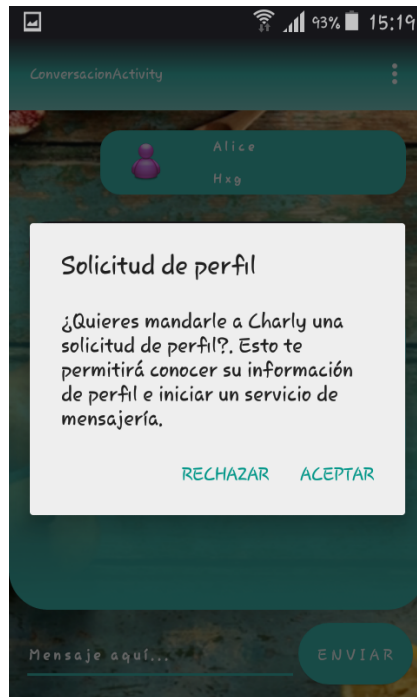 93% 15:19
ConversacionActivity
Alice
Hxg
Solicitud de perfil
¿Quieres mandarle a Charly una
solicitud de perfil?. Esto te
permitirá conocer su información
de perfil e iniciar un servicio de
mensajería.
RECHAZAR ACEPTAR
Mensaje aquí... ENVIAR